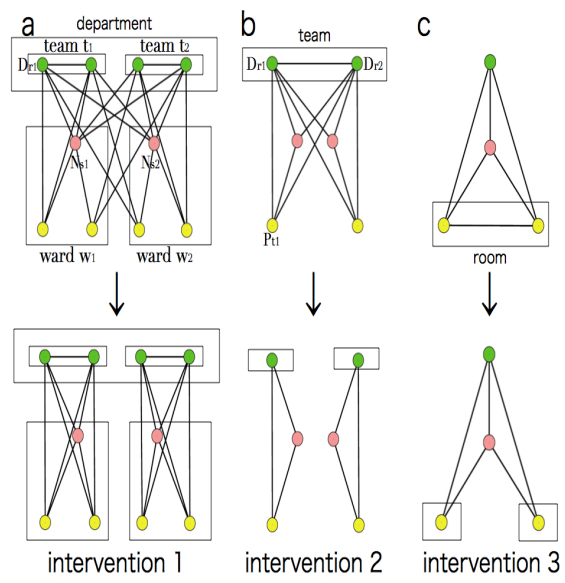 a
department
team t1
team t2
Dr1
Ns1
Ns2
ward w1
ward w2
intervention 1
b
team
Dr1
Dr2
Pt1
intervention 2
c
room
intervention 3